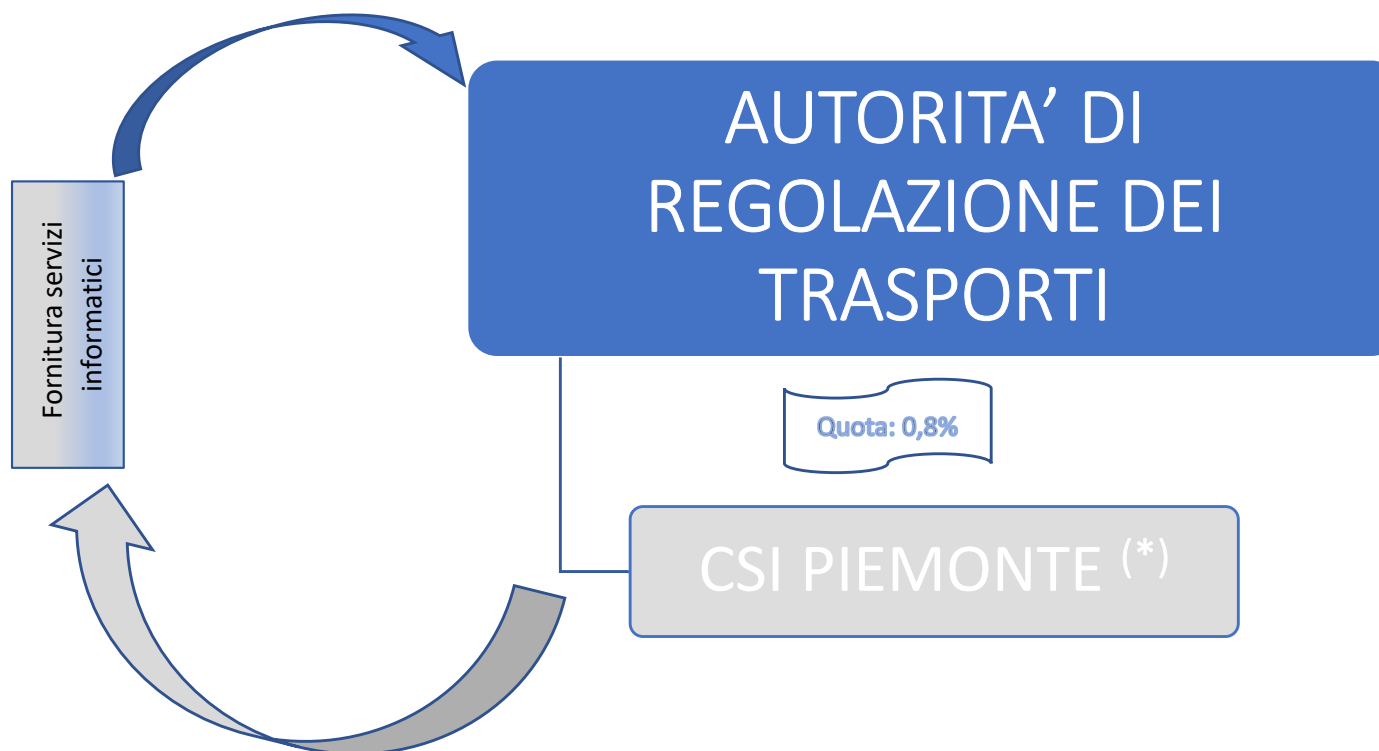 AUTORITA’ DI
REGOLAZIONE DEI
TRASPORTI
Fornitura servizi
informatici
Quota: 0,8%
CSI PIEMONTE (*)